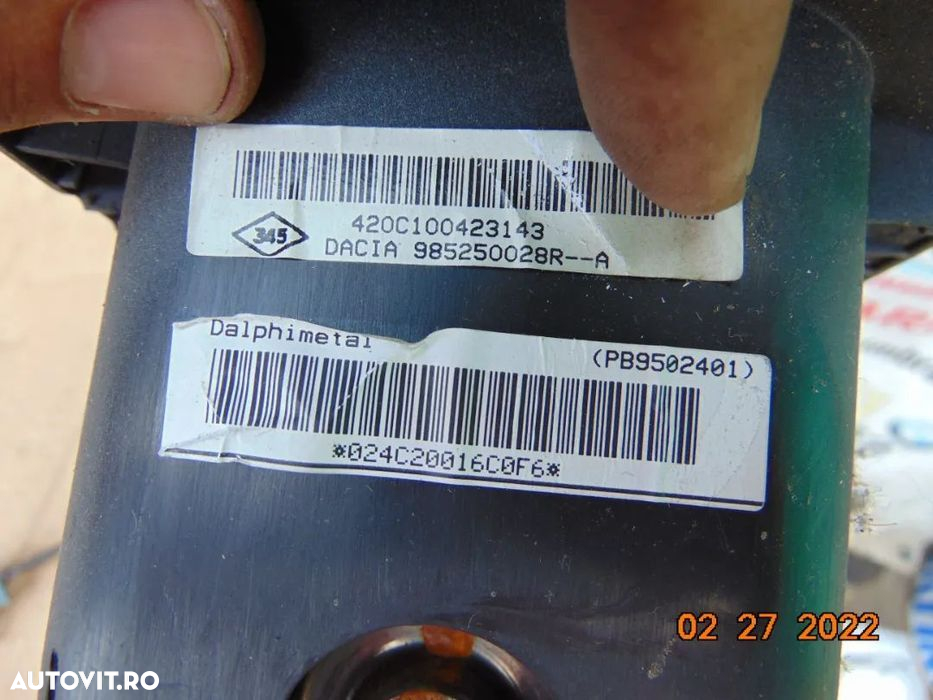 420C100423143
345
DACIA 985250028R--A
Dalphimetal
(PB9502401)
*024C20016C0F6*
02 27 2022
AUTOVIT.RO